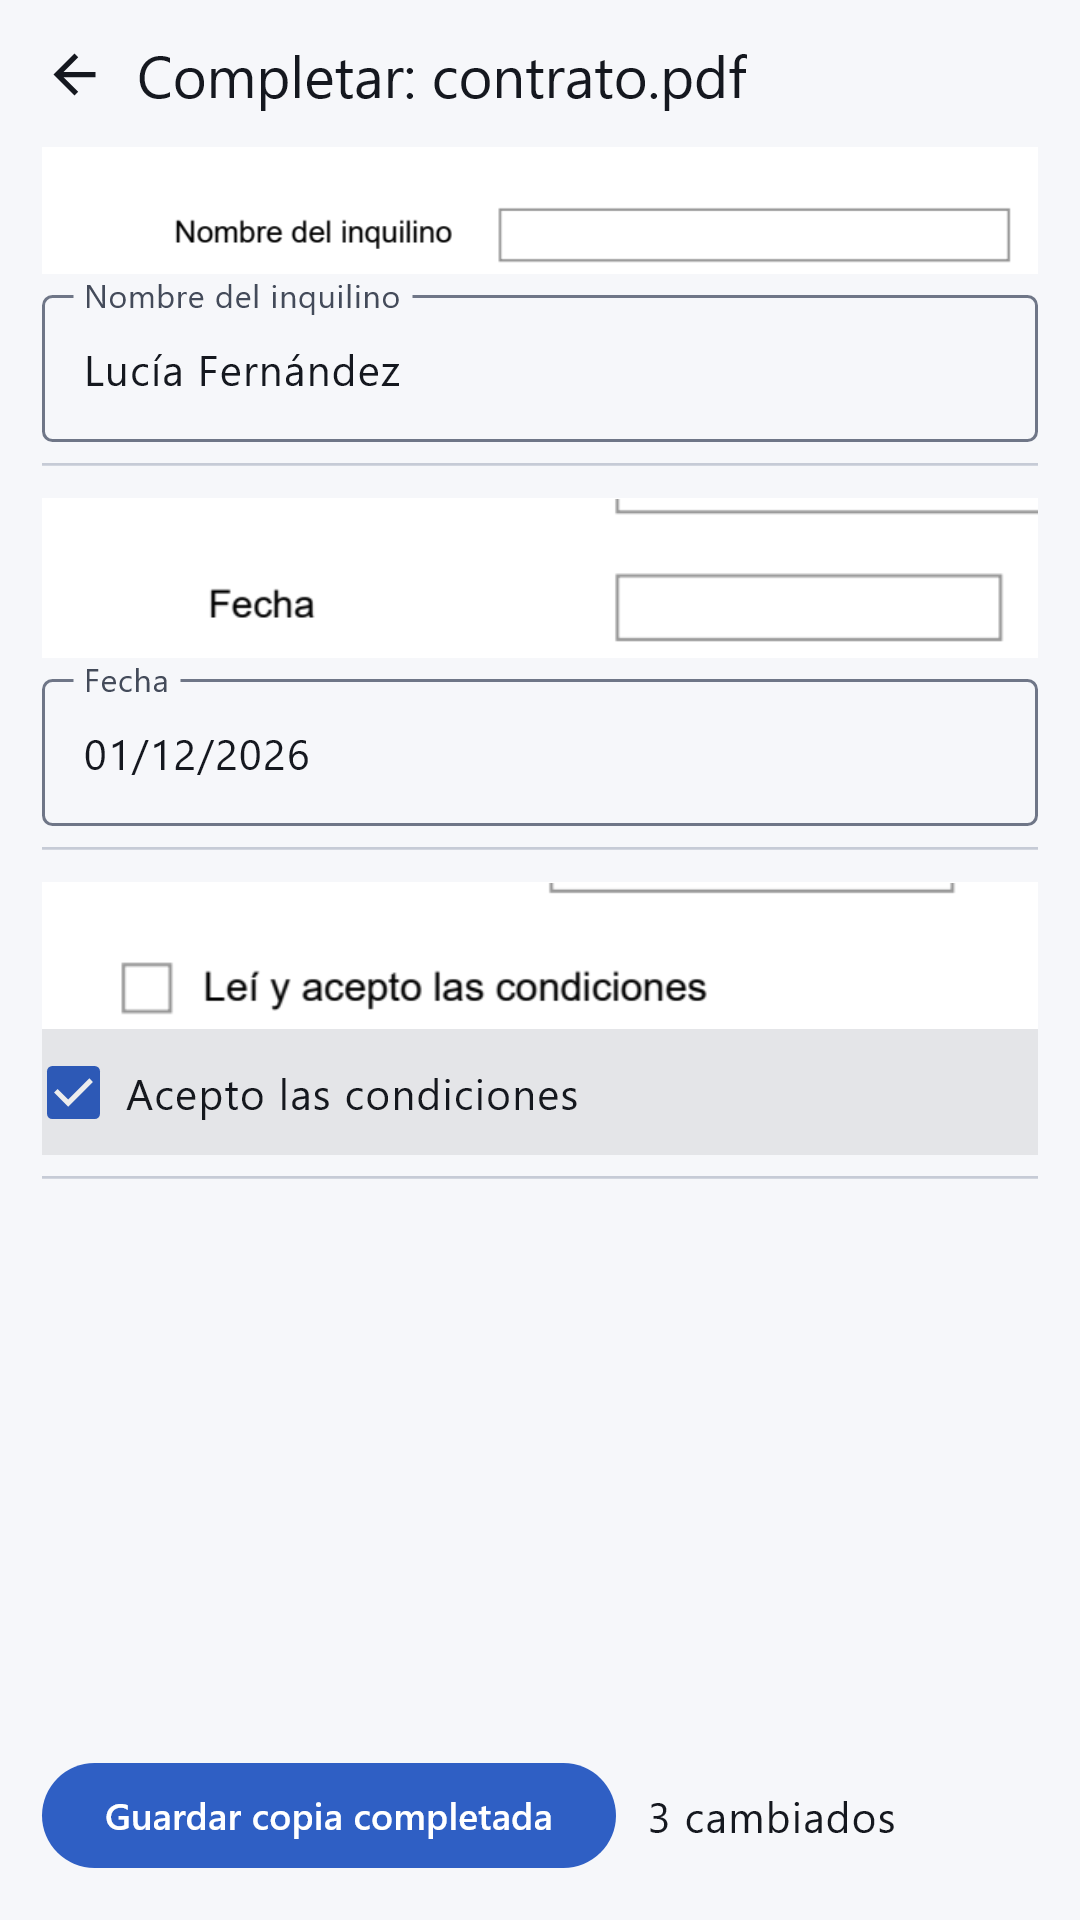 Completar: contrato.pdf
Nombre del inquilino
Nombre del inquilino
Lucía Fernández
Fecha
Fecha
01/12/2026
Leí y acepto las condiciones
Acepto las condiciones
Guardar copia completada
3 cambiados